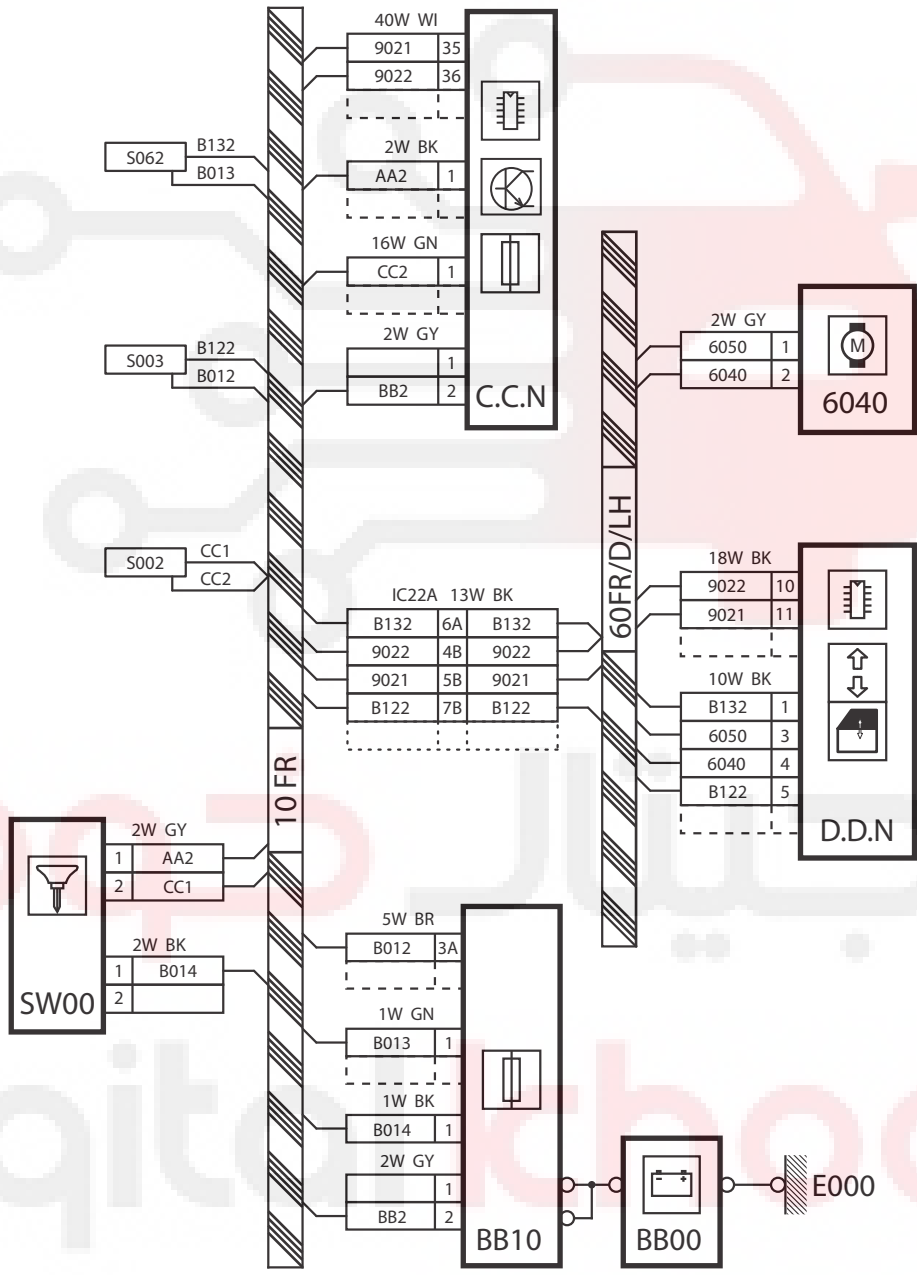 40W WI
9021 35
9022 36
2W BK
AA2 1
16W GN
CC2 1
2W GY
1
BB2 2
C.C.N
S062
B132
B013
S003
B122
B012
S002
CC1
CC2
10 FR
60FR/D/LH
2W GY
6050 1
6040 2
6040
IC22A 13W BK
B132 6A B132
9022 4B 9022
9021 5B 9021
B122 7B B122
18W BK
9022 10
9021 11
10W BK
B132 1
6050 3
6040 4
B122 5
D.D.N
2W GY
1 AA2
2 CC1
2W BK
1 B014
2
SW00
5W BR
B012 3A
1W GN
B013 1
1W BK
B014 1
2W GY
1
BB2 2
BB10
BB00
E000
M